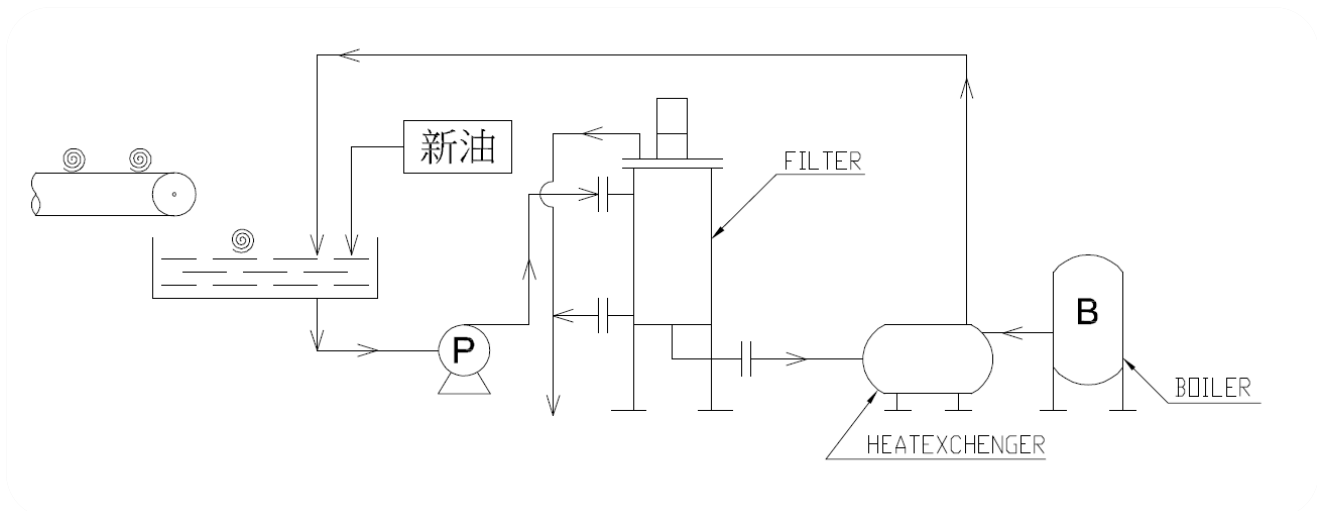 新油
FILTER
P
B
BOILER
HEATEXCHENGER